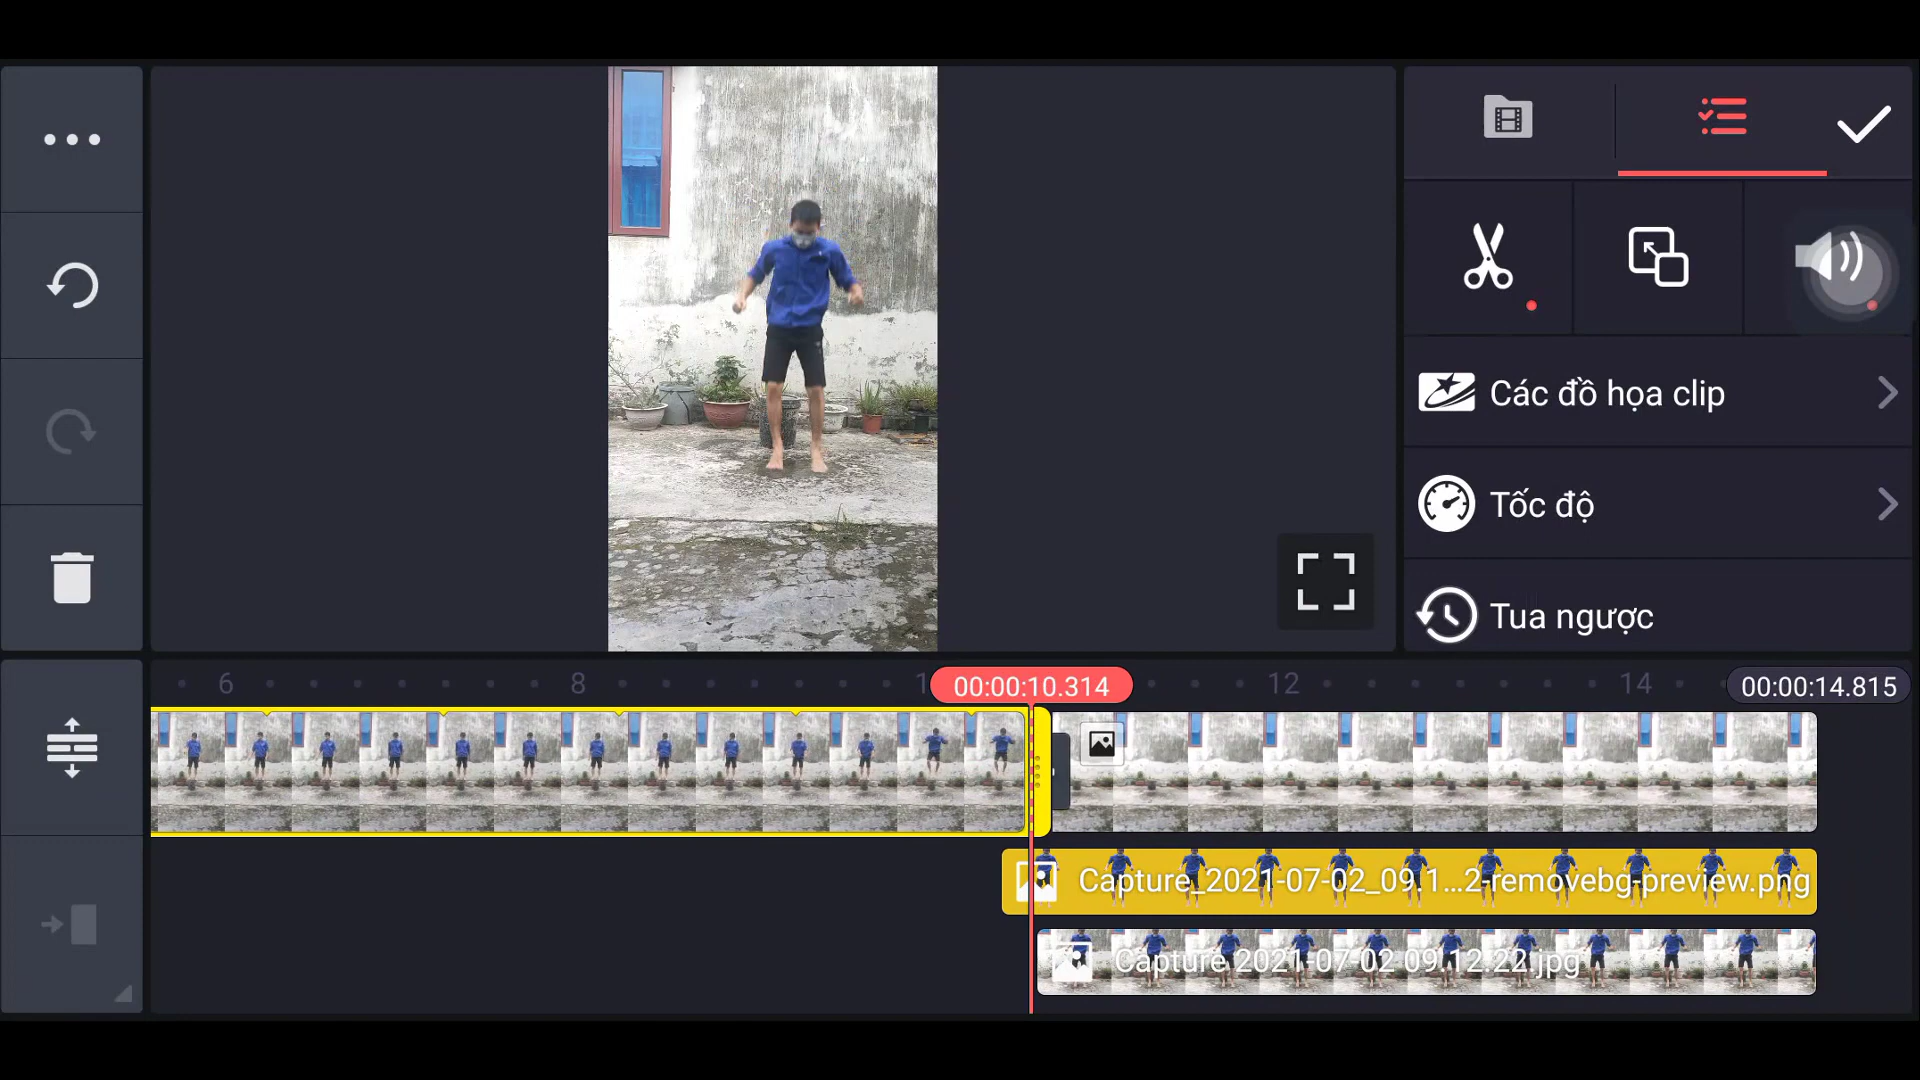 Các đồ họa clip
Tốc độ
Tua ngược
6
8
1
00:00:10.314
12
14
00:00:14.815
Capture_2021-07-02_09.1...2-removebg-preview.png
Capture 2021-07-02 09.12.22.jpg